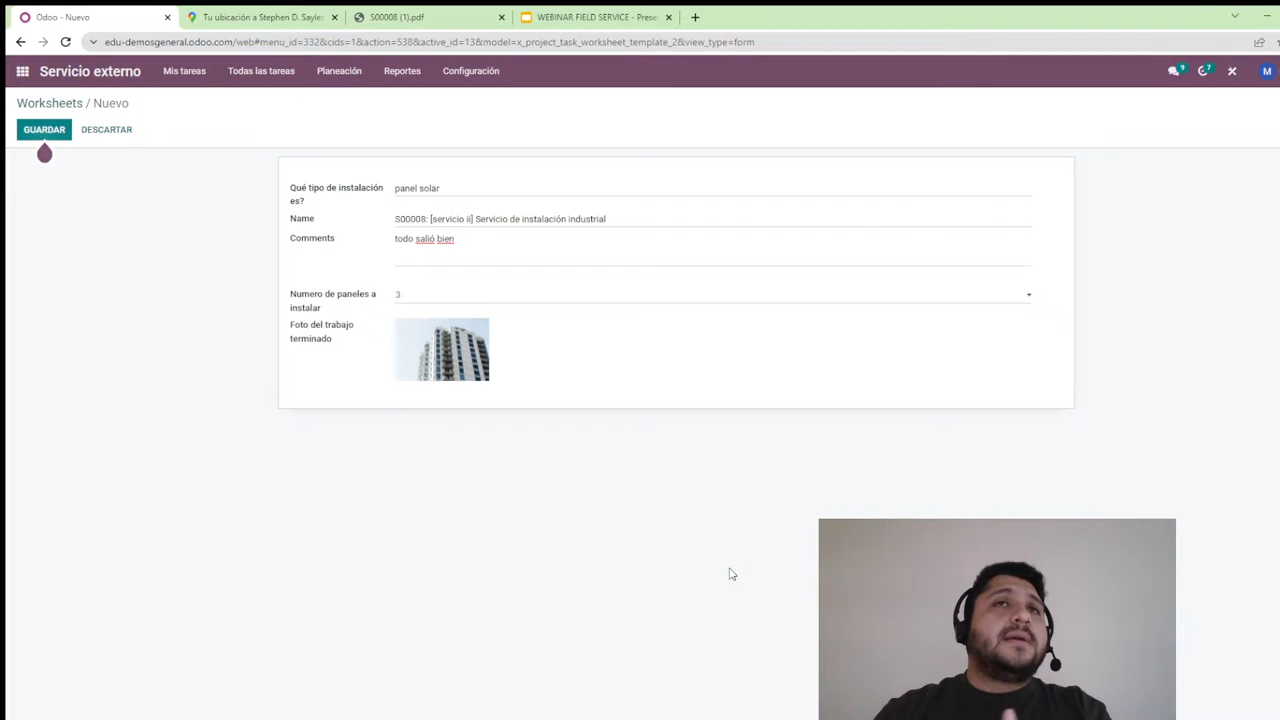 Odoo - Nuevo
Tu ubicación a Stephen D. Sayles
S00008 (1).pdf
WEBINAR FIELD SERVICE - Prese
edu-demosgeneral.odoo.com/web#menu_id=332&cids=1&action=538&active_id=13&model=x_project_task_worksheet_template_2&view_type=form
Servicio externo Mis tareas Todas las tareas Planeación Reportes Configuración 9 7 M
Worksheets / Nuevo
GUARDAR DESCARTAR
Qué tipo de instalación panel solar
es?
Name S00008: [servicio ii] Servicio de instalación industrial
Comments todo salió bien
Numero de paneles a 3
instalar
Foto del trabajo
terminado